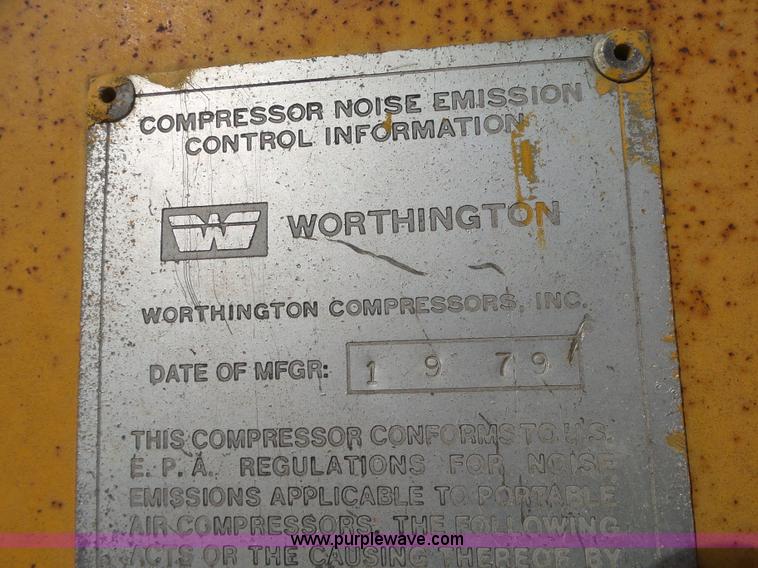 COMPRESSOR NOISE EMISSION
CONTROL INFORMATION
W WORTHINGTON
WORTHINGTON COMPRESSORS, INC.
DATE OF MFGR: 1 9 79
THIS COMPRESSOR CONFORMS TO U.S.
E.P.A. REGULATIONS FOR NOISE
EMISSIONS APPLICABLE TO PORTABLE
AIR COMPRESSORS. THE FOLLOWING
www.purplewave.com
ACTS OR THE CAUSING THEREOF BY